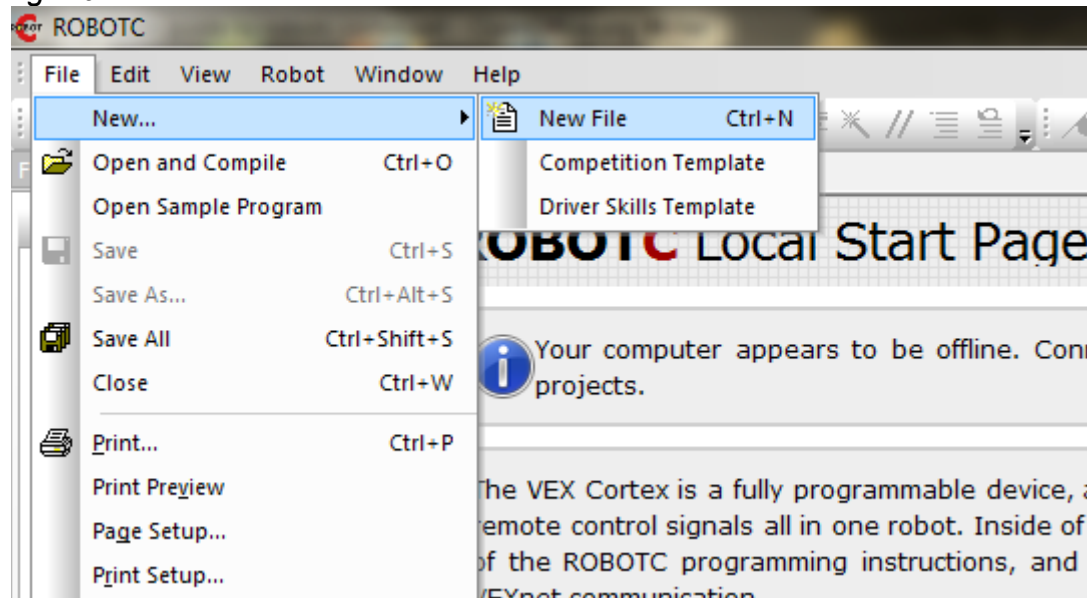 ROBOTC
File Edit View Robot Window Help
New...
New File Ctrl+N
Open and Compile Ctrl+O
Competition Template
Open Sample Program
Driver Skills Template
Save Ctrl+S
ROBOTC Local Start Page
Save As... Ctrl+Alt+S
Save All Ctrl+Shift+S
Your computer appears to be offline.
Close Ctrl+W
projects.
Print... Ctrl+P
Print Preview
The VEX Cortex is a fully programmable device,
Page Setup...
remote control signals all in one robot. Inside of
of the ROBOTC programming instructions, and
Print Setup...
VEXnet communication